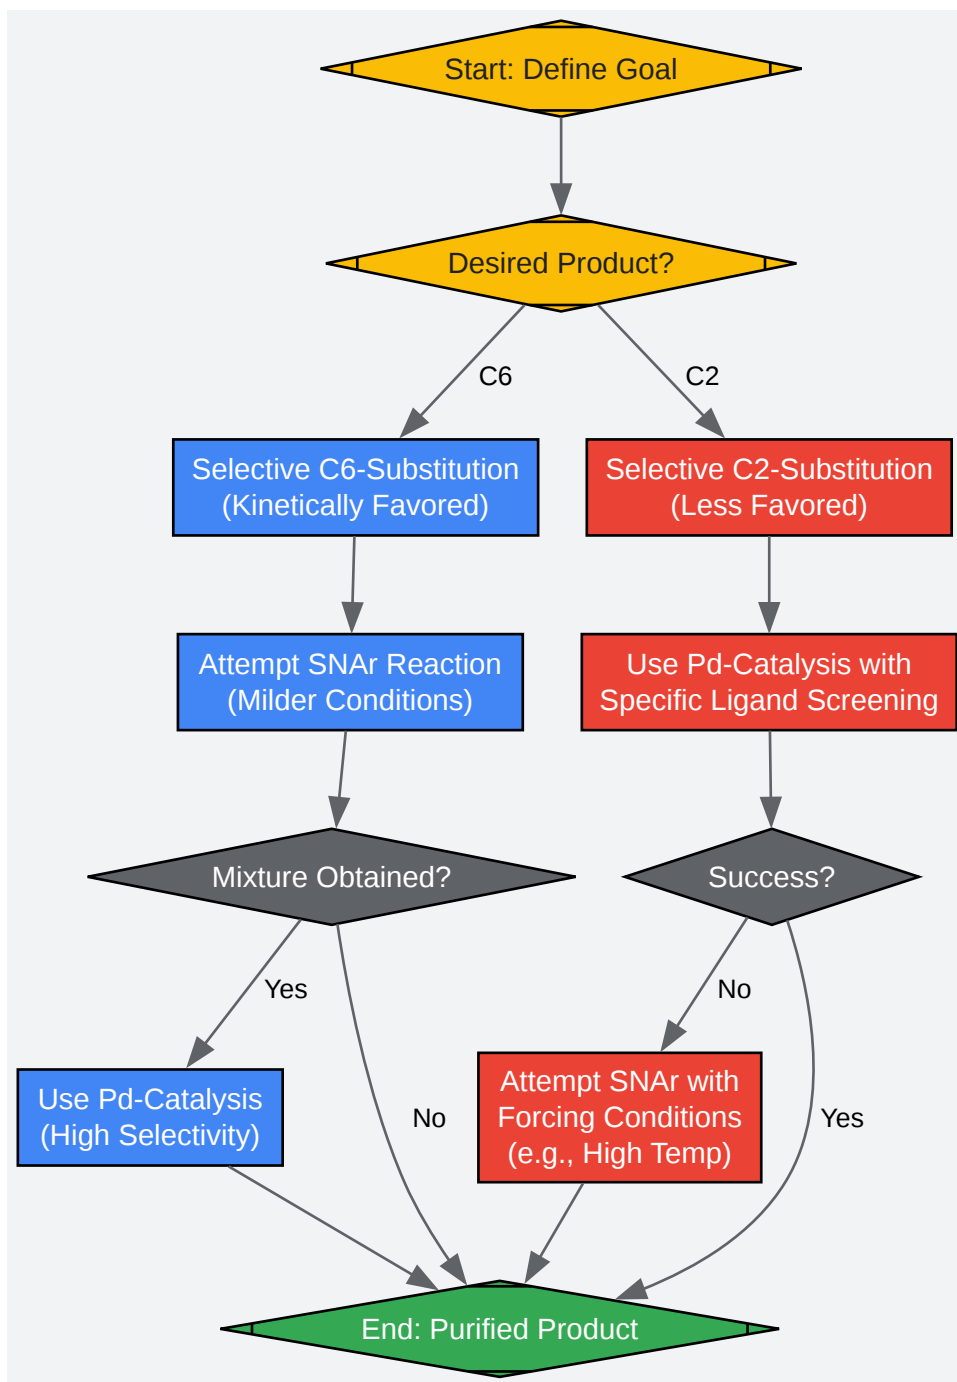 Start: Define Goal
Desired Product?
C6
C2
Selective C6-Substitution
(Kinetically Favored)
Selective C2-Substitution
(Less Favored)
Attempt SNAr Reaction
(Milder Conditions)
Use Pd-Catalysis with
Specific Ligand Screening
Mixture Obtained?
Success?
Yes
No
Use Pd-Catalysis
(High Selectivity)
No
Attempt SNAr with
Forcing Conditions
(e.g., High Temp)
Yes
End: Purified Product